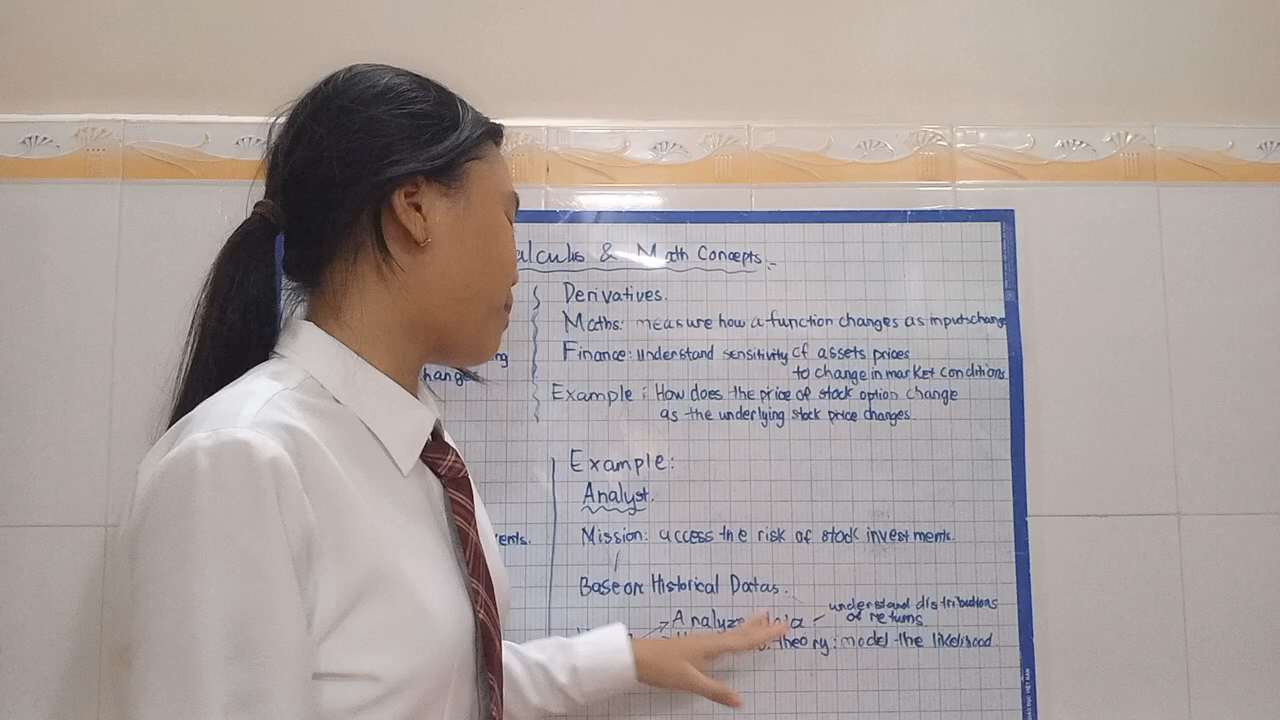 alculus & Math Concepts.
Derivatives.
Maths: measure how a function changes as inputs change
Finance: understand sensitivity of assets prices
to change in market conditions
Example: How does the price of stock option change
as the underlying stock price changes.
ng
hanges
Example:
Analyst.
Mission: access the risk of stock investments.
ents.
Base on Historical Datas.
Analyze
understand distributions
of returns
theory: model the likelihood.